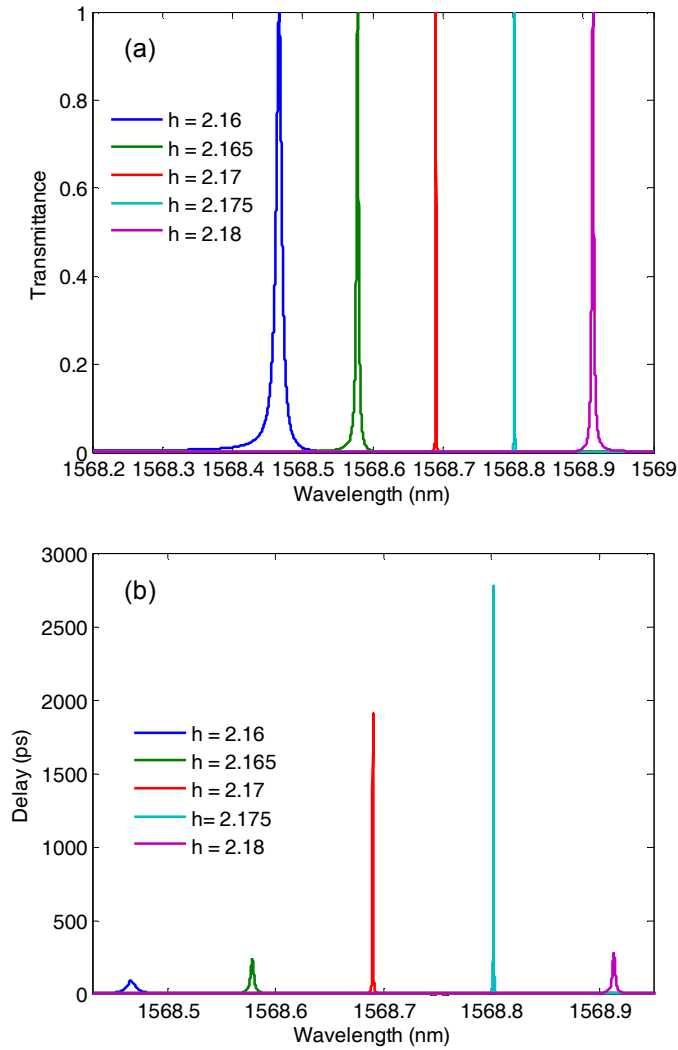 (a)
1
0.8
0.6
0.4
0.2
0
Transmittance
h = 2.16
h = 2.165
h = 2.17
h = 2.175
h = 2.18
1568.2 1568.3 1568.4 1568.5 1568.6 1568.7 1568.8 1568.9 1569
Wavelength (nm)
(b)
3000
2500
2000
1500
1000
500
0
Delay (ps)
h = 2.16
h = 2.165
h = 2.17
h= 2.175
h = 2.18
1568.5 1568.6 1568.7 1568.8 1568.9
Wavelength (nm)